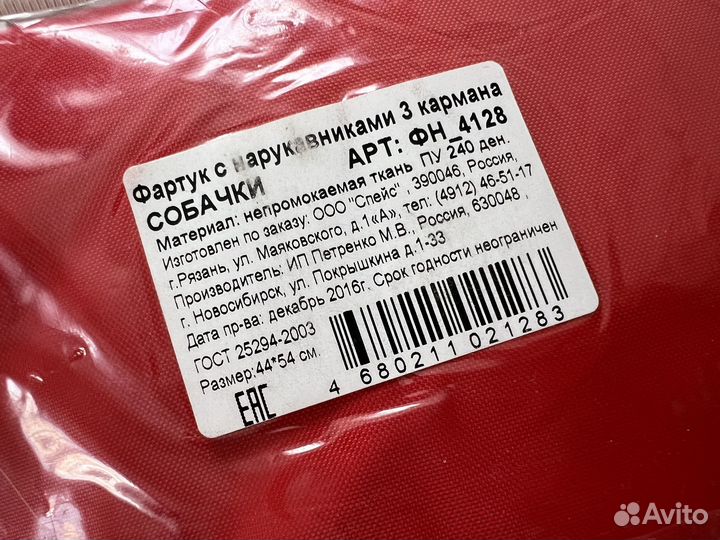 Фартук с нарукавниками 3 кармана
СОБАЧКИ АРТ: ФН_4128
Материал: непромокаемая ткань ПУ 240 ден.
Изготовлен по заказу: ООО "Спейс" , 390046, Россия,
г.Рязань, ул. Маяковского, д.1«А», тел: (4912) 46-51-17
Производитель: ИП Петренко М.В., Россия, 630048 ,
г. Новосибирск, ул. Покрышкина д.1-33
Дата пр-ва: декабрь 2016г. Срок годности неограничен
ГОСТ 25294-2003
Размер:44*54 см.
EAC
4 680211 021283
Avito